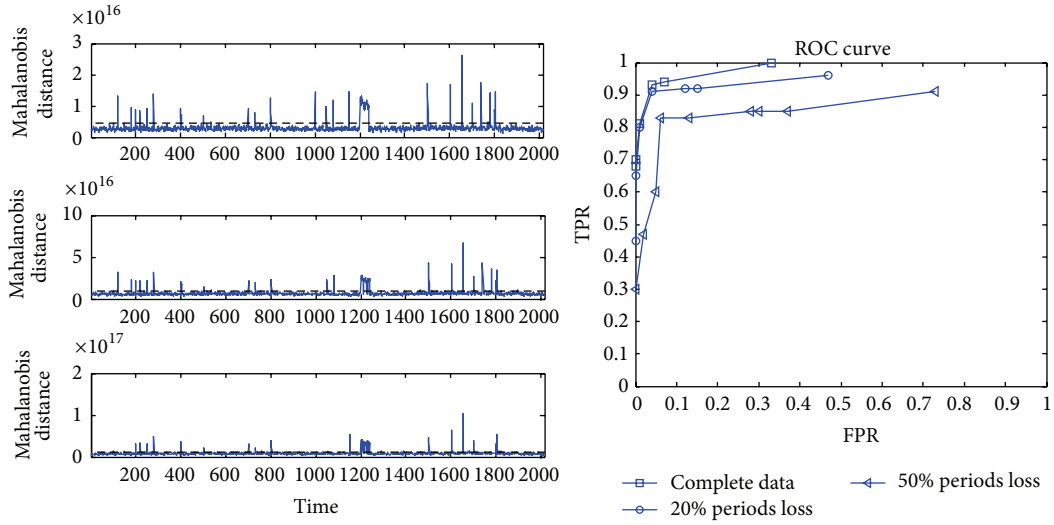 ×10^16
Mahalanobis
distance
3
2
1
0
200 400 600 800 1000 1200 1400 1600 1800 2000
×10^16
Mahalanobis
distance
10
5
0
200 400 600 800 1000 1200 1400 1600 1800 2000
×10^17
Mahalanobis
distance
2
1
0
200 400 600 800 1000 1200 1400 1600 1800 2000
Time
ROC curve
TPR
1
0.9
0.8
0.7
0.6
0.5
0.4
0.3
0.2
0.1
0
0 0.1 0.2 0.3 0.4 0.5 0.6 0.7 0.8 0.9 1
FPR
Complete data
20% periods loss
50% periods loss